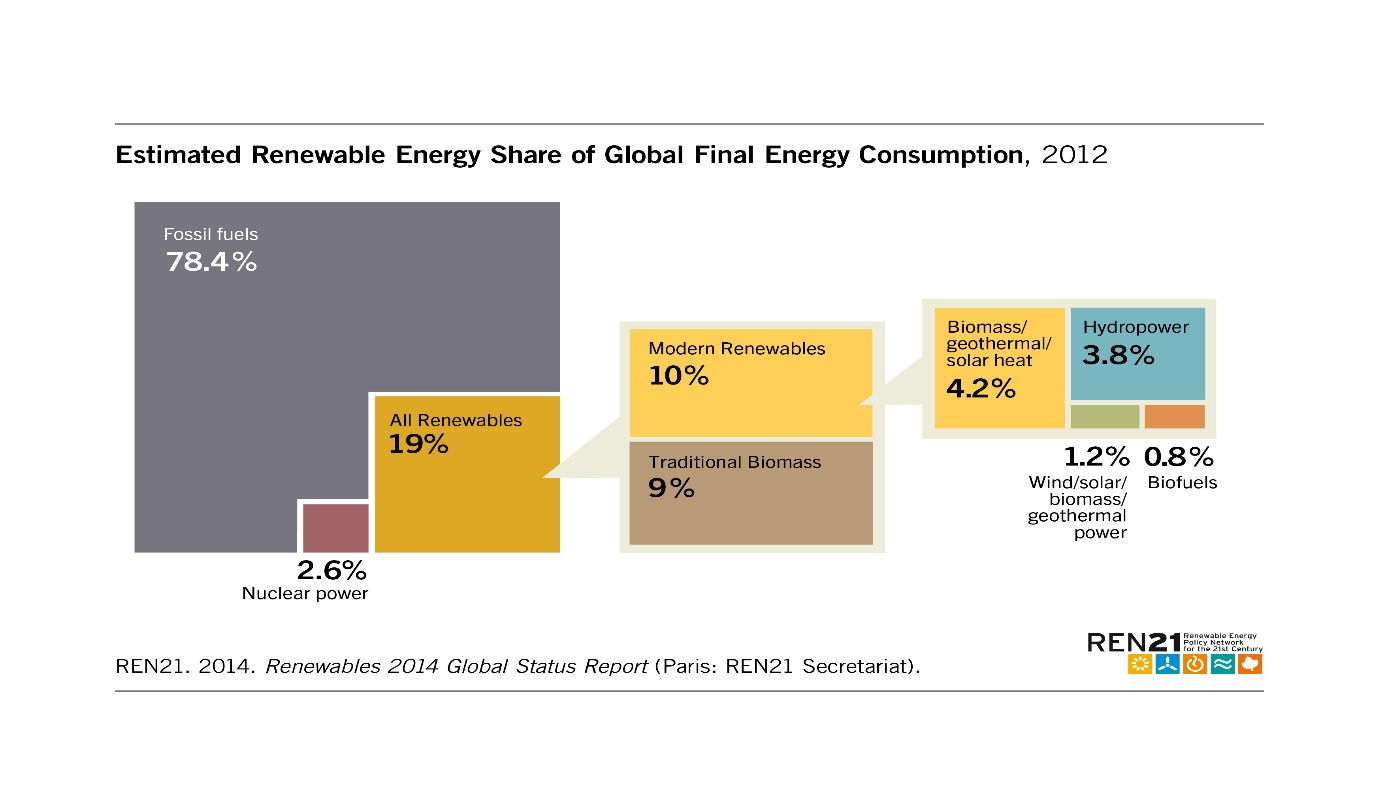 Estimated Renewable Energy Share of Global Final Energy Consumption, 2012
Fossil fuels
78.4%
All Renewables
19%
2.6%
Nuclear power
Modern Renewables
10%
Traditional Biomass
9%
Biomass/
geothermal/
solar heat
4.2%
Hydropower
3.8%
1.2%
Wind/solar/
biomass/
geothermal
power
0.8%
Biofuels
REN21. 2014. Renewables 2014 Global Status Report (Paris: REN21 Secretariat).
REN21
Renewable Energy
Policy Network
for the 21st Century